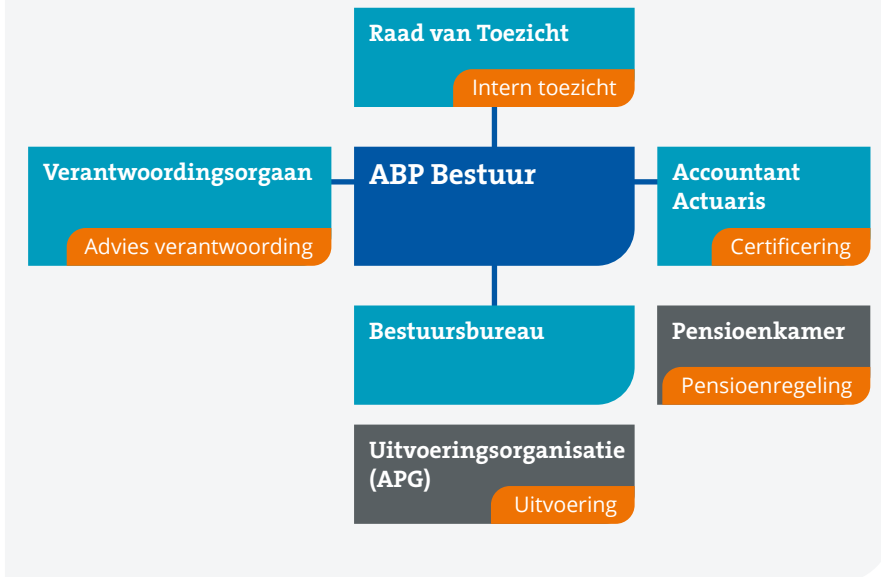 Raad van Toezicht
Intern toezicht
Verantwoordingsorgaan
Advies verantwoording
ABP Bestuur
Accountant
Actuaris
Certificering
Bestuursbureau
Pensioenkamer
Pensioenregeling
Uitvoeringsorganisatie
(APG)
Uitvoering